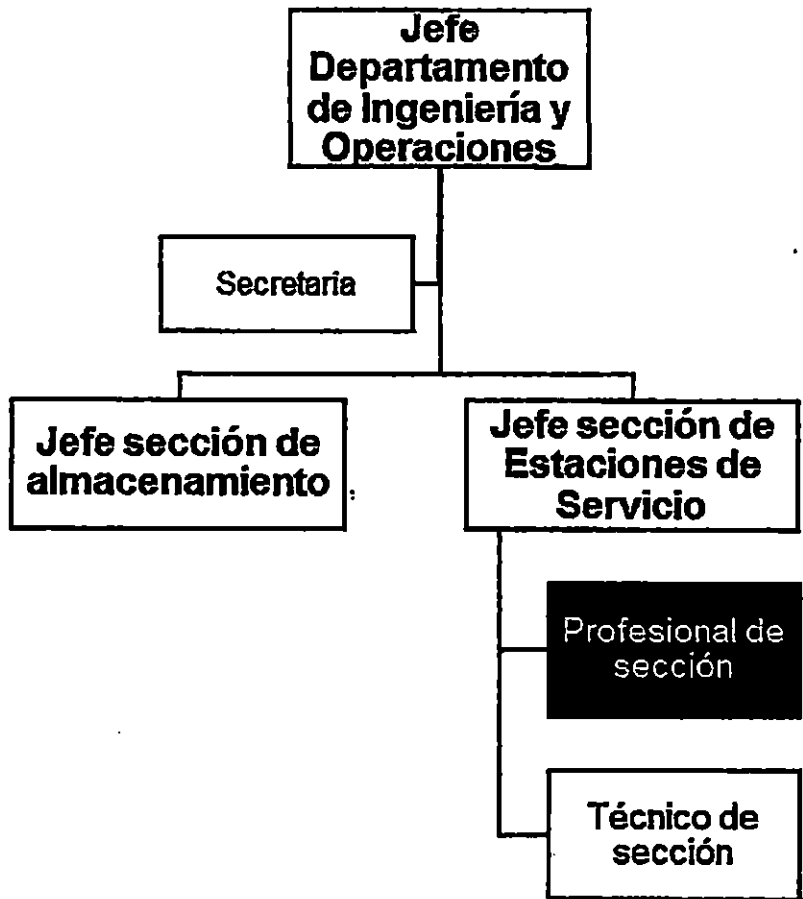 Jefe
Departamento
de Ingeniería y
Operaciones
Secretaria
Jefe sección de
almacenamiento
Jefe sección de
Estaciones de
Servicio
Profesional de
sección
Técnico de
sección